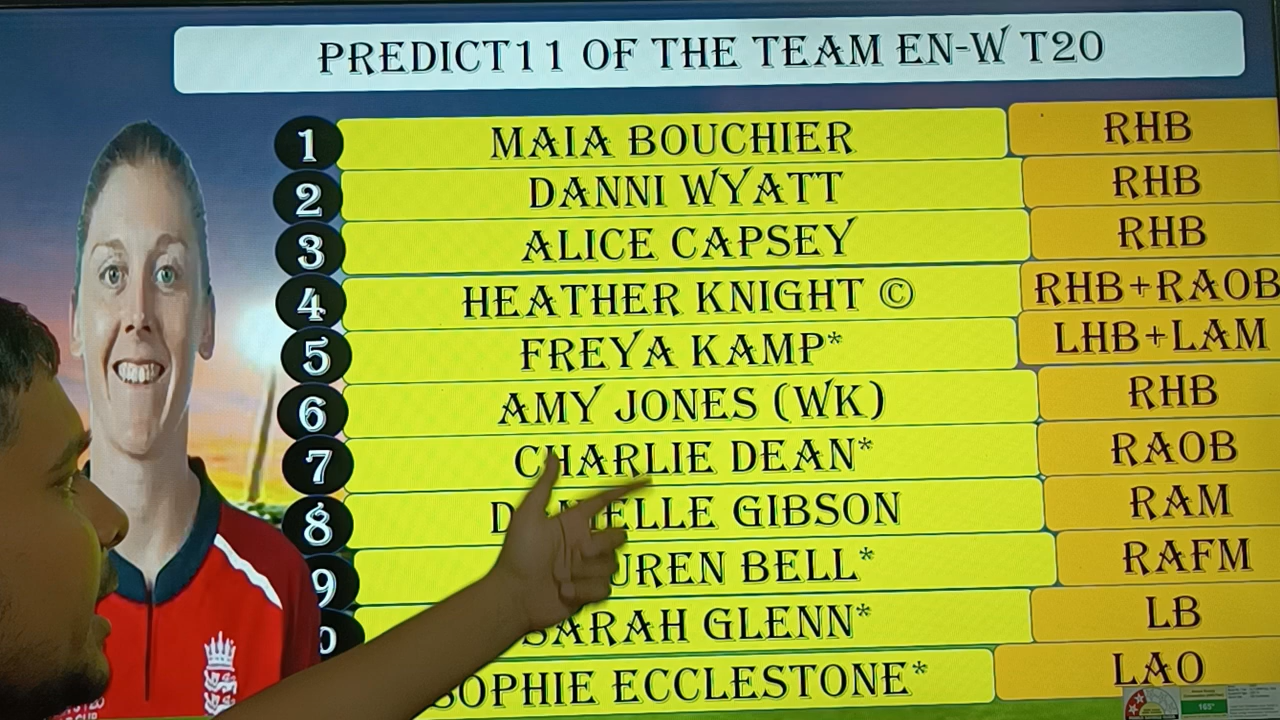 PREDICT11 OF THE TEAM EN-W T20
1 MAIA BOUCHIER RHB
2 DANNI WYATT RHB
3 ALICE CAPSEY RHB
4 HEATHER KNIGHT © RHB+RAOB
5 FREYA KAMP* LHB+LAM
6 AMY JONES (WK) RHB
7 CHARLIE DEAN* RAOB
8 GIBSON RAM
9 BELL* RAFM
SARAH GLENN* LB
SOPHIE ECCLESTONE* LAO